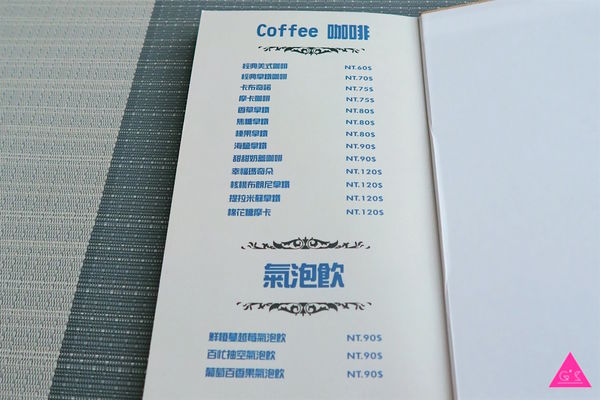 Coffee 咖啡
經典美式咖啡 NT.60$
經典拿鐵咖啡 NT.70$
卡布奇諾 NT.75$
摩卡咖啡 NT.75$
香草拿鐵 NT.80$
焦糖拿鐵 NT.80$
榛果拿鐵 NT.80$
海鹽拿鐵 NT.90$
甜甜奶蓋咖啡 NT.90$
幸福瑪奇朵 NT.120$
核桃布朗尼拿鐵 NT.120$
提拉米蘇拿鐵 NT.120$
棉花糖摩卡 NT.120$
氣泡飲
鮮檬蔓越莓氣泡飲 NT.90$
百忙抽空氣泡飲 NT.90$
葡萄百香果氣泡飲 NT.90$